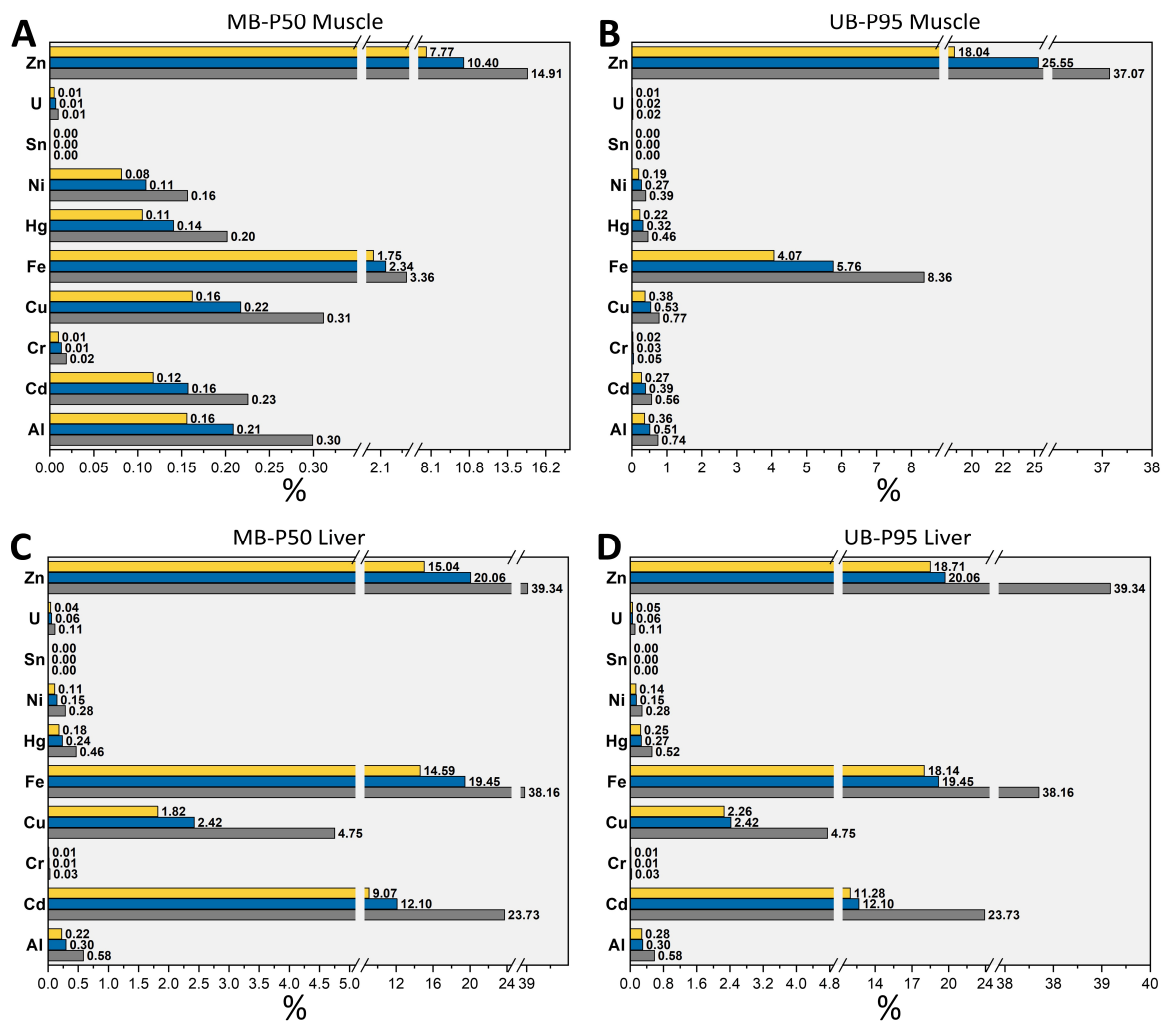 A
MB-P50 Muscle
Zn
7.77
10.40
14.91
U
0.01
0.01
0.01
Sn
0.00
0.00
0.00
Ni
0.08
0.11
0.16
Hg
0.11
0.14
0.20
Fe
1.75
2.34
3.36
Cu
0.16
0.22
0.31
Cr
0.01
0.01
0.02
Cd
0.12
0.16
0.23
Al
0.16
0.21
0.30
0.00 0.05 0.10 0.15 0.20 0.25 0.30 2.1 8.1 10.8 13.5 16.2
%
B
UB-P95 Muscle
Zn
18.04
25.55
37.07
U
0.01
0.02
0.02
Sn
0.00
0.00
0.00
Ni
0.19
0.27
0.39
Hg
0.22
0.32
0.46
Fe
4.07
5.76
8.36
Cu
0.38
0.53
0.77
Cr
0.02
0.03
0.05
Cd
0.27
0.39
0.56
Al
0.36
0.51
0.74
0 1 2 3 4 5 6 7 8 20 22 25 37 38
%
C
MB-P50 Liver
Zn
15.04
20.06
39.34
U
0.04
0.06
0.11
Sn
0.00
0.00
0.00
Ni
0.11
0.15
0.28
Hg
0.18
0.24
0.46
Fe
14.59
19.45
38.16
Cu
1.82
2.42
4.75
Cr
0.01
0.01
0.03
Cd
9.07
12.10
23.73
Al
0.22
0.30
0.58
0.0 0.5 1.0 1.5 2.0 2.5 3.0 3.5 4.0 4.5 5.0 12 16 20 24 39
%
D
UB-P95 Liver
Zn
18.71
20.06
39.34
U
0.05
0.06
0.11
Sn
0.00
0.00
0.00
Ni
0.14
0.15
0.28
Hg
0.25
0.27
0.52
Fe
18.14
19.45
38.16
Cu
2.26
2.42
4.75
Cr
0.01
0.01
0.03
Cd
11.28
12.10
23.73
Al
0.28
0.30
0.58
0.0 0.8 1.6 2.4 3.2 4.0 4.8 14 16 19 22 24 38 38 39 40
%